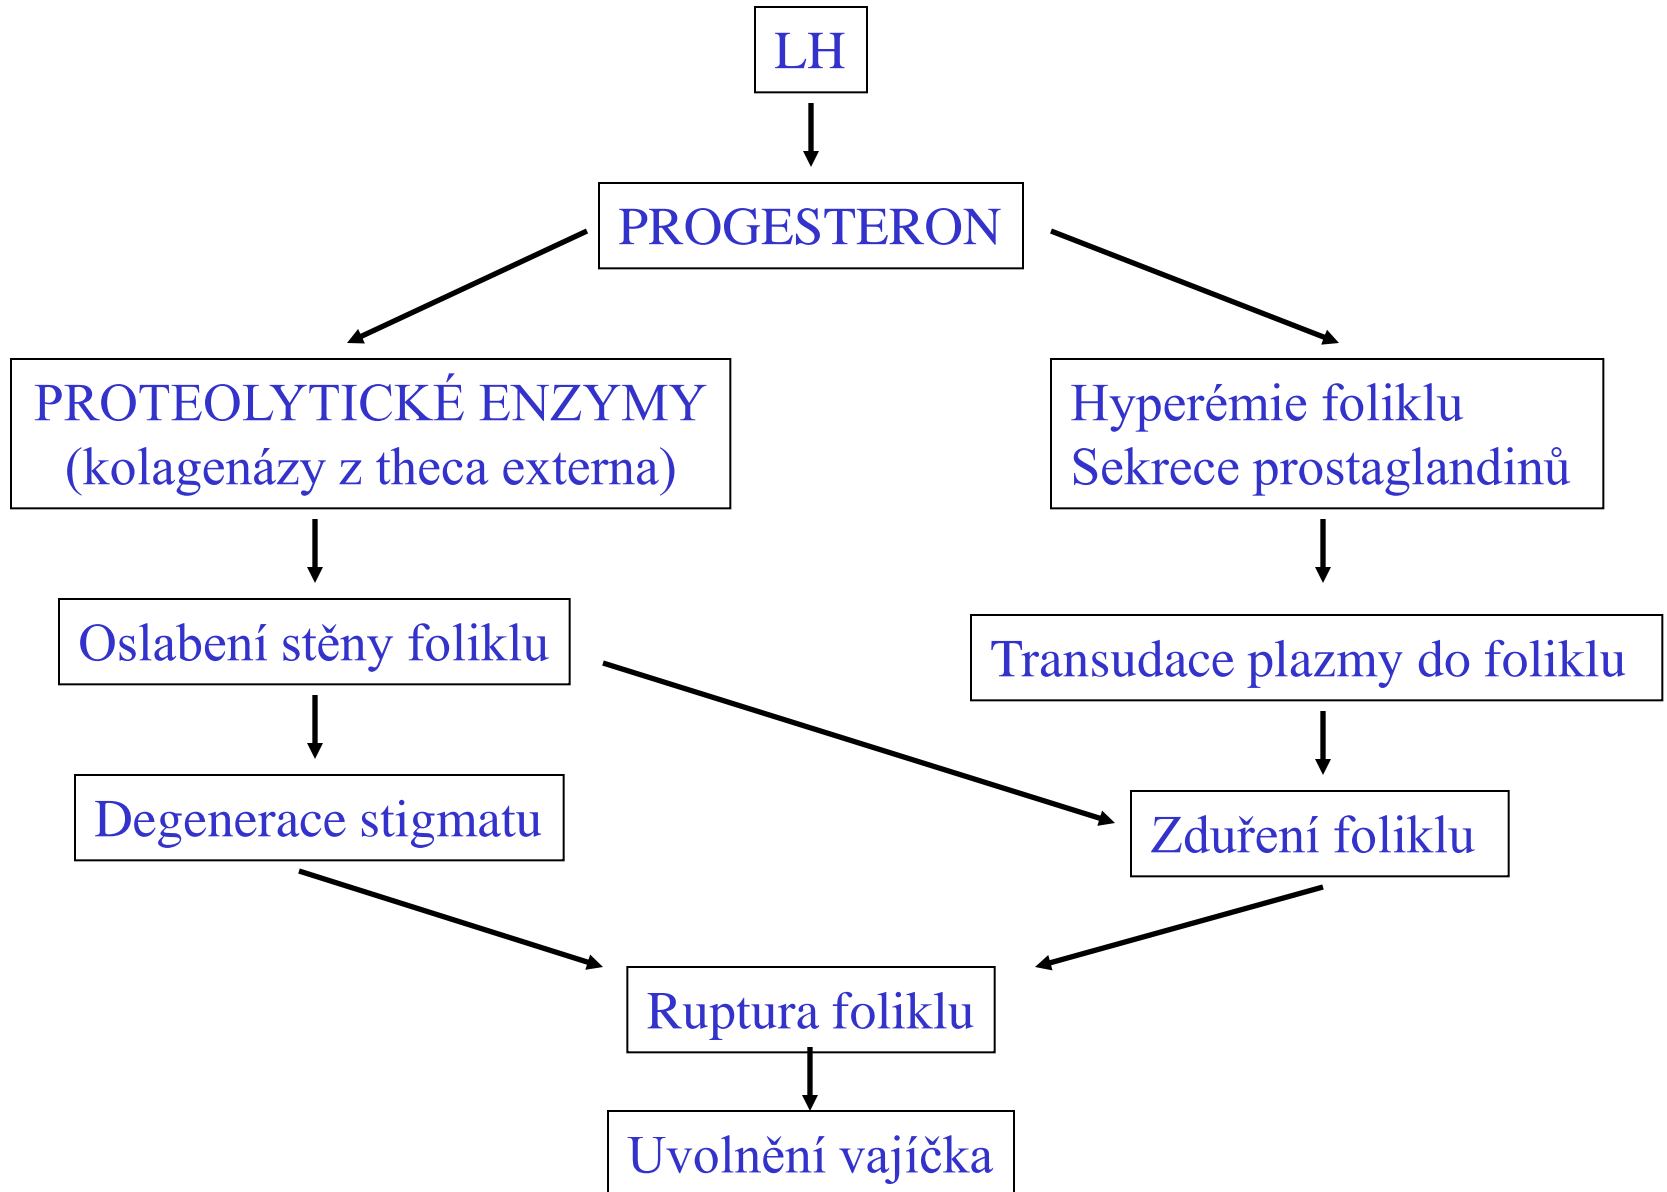 LH
PROGESTERON
PROTEOLYTICKÉ ENZYMY
(kolagenázy z theca externa)
Hyperémie foliklu
Sekrece prostaglandinů
Oslabení stěny foliklu
Transudace plazmy do foliklu
Degenerace stigmatu
Zduření foliklu
Ruptura foliklu
Uvolnění vajíčka